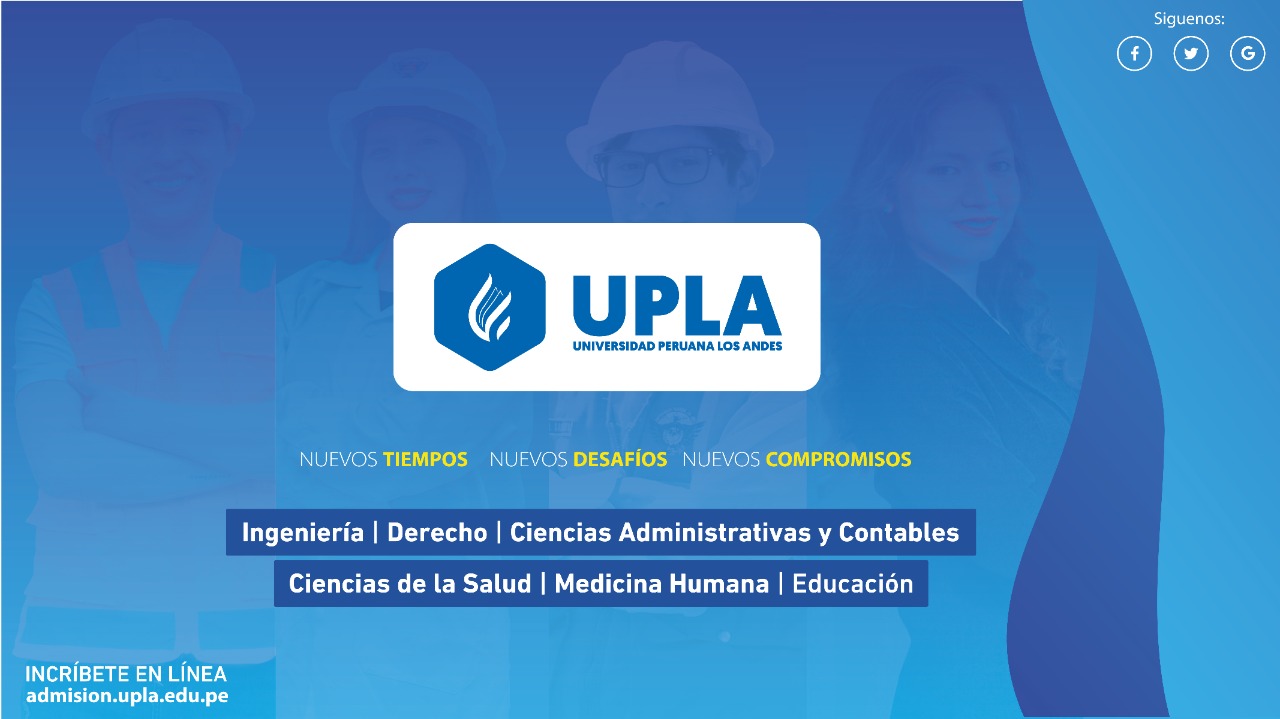 Siguenos:
UPLA
UNIVERSIDAD PERUANA LOS ANDES
NUEVOS TIEMPOS NUEVOS DESAFÍOS NUEVOS COMPROMISOS
Ingeniería | Derecho | Ciencias Administrativas y Contables
Ciencias de la Salud | Medicina Humana | Educación
INCRÍBETE EN LÍNEA
admision.upla.edu.pe